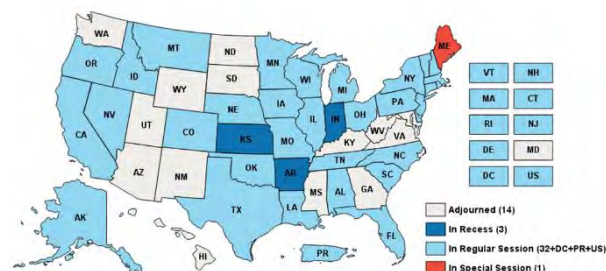 WA
MT
ND
MN
ME
OR
ID
SD
WI
MI
NY
WY
NE
IA
PA
NV
UT
CO
IL
IN
OH
CA
KS
MO
WV
VA
KY
NC
TN
AZ
NM
OK
AR
SC
MS
AL
GA
TX
LA
FL
AK
HI
PR
VT NH
MA CT
RI NJ
DE MD
DC US
Adjourned (14)
In Recess (3)
In Regular Session (32+DC+PR+US)
In Special Session (1)